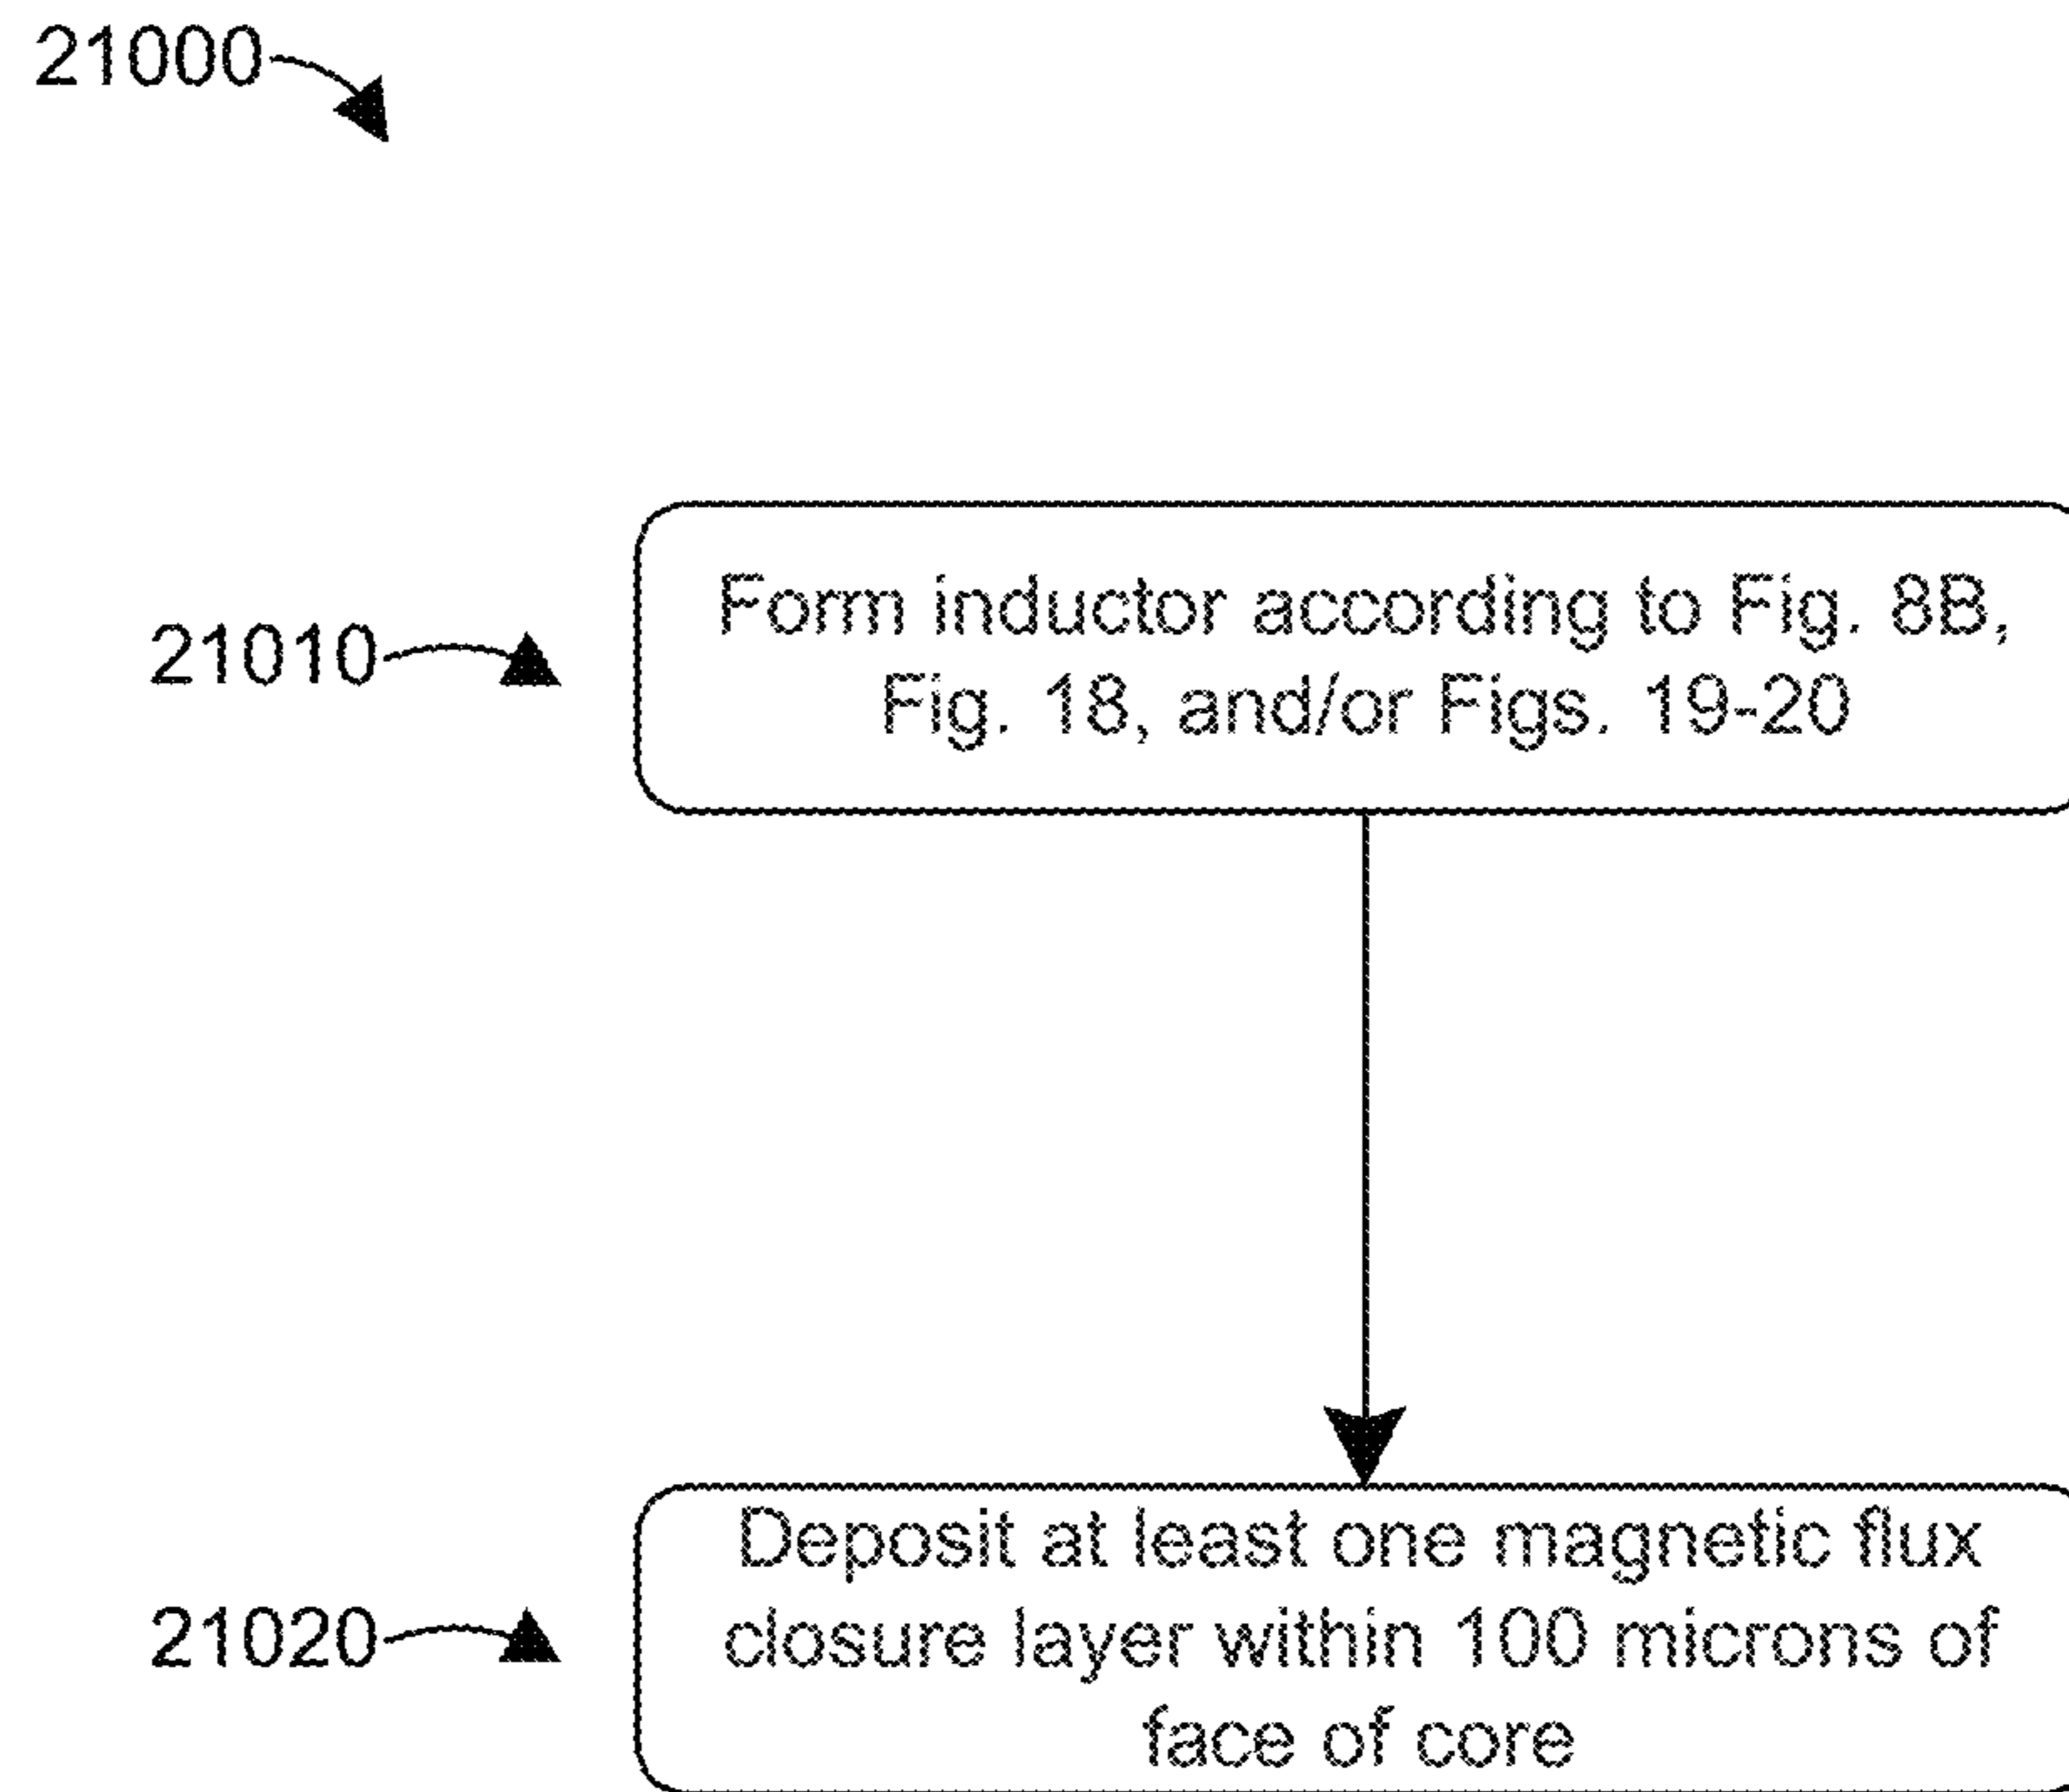 21000
21010
Form inductor according to Fig. 8B,
Fig. 18, and/or Figs. 19-20
21020
Deposit at least one magnetic flux
closure layer within 100 microns of
face of core